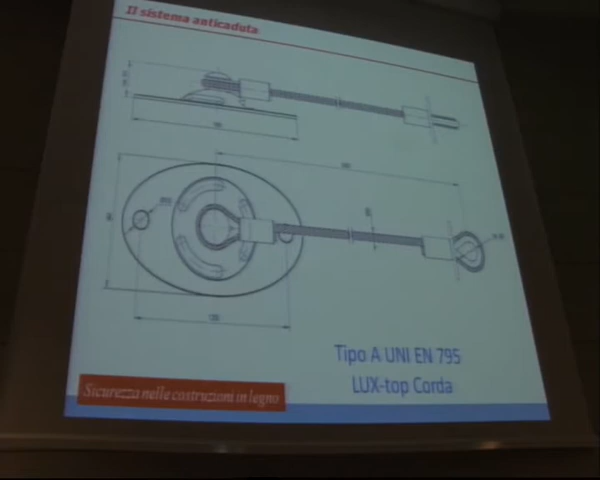 Il sistema anticaduta
Tipo A UNI EN 795
LUX-top Corda
Sicurezza nelle costruzioni in legno